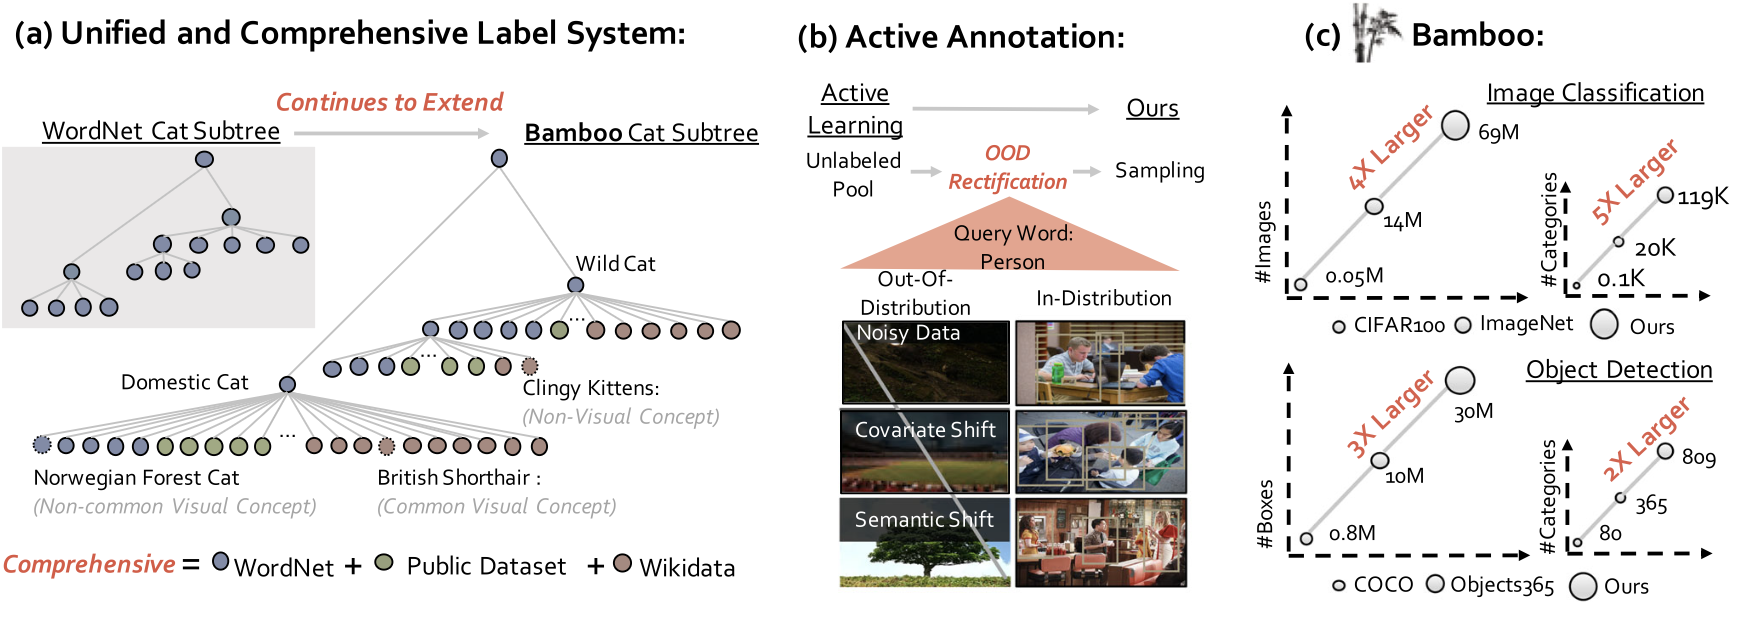 (a) Unified and Comprehensive Label System:
Continues to Extend
WordNet Cat Subtree
Bamboo Cat Subtree
Wild Cat
...
...
Clingy Kittens:
(Non-Visual Concept)
Domestic Cat
...
Norwegian Forest Cat
(Non-common Visual Concept)
British Shorthair :
(Common Visual Concept)
Comprehensive = WordNet + Public Dataset + Wikidata
(b) Active Annotation:
Active
Learning
Ours
Unlabeled
Pool
OOD
Rectification
Sampling
Query Word:
Person
Out-Of-
Distribution
In-Distribution
Noisy Data
Covariate Shift
Semantic Shift
(c) Bamboo:
Image Classification
#Images
4X Larger
69M
14M
0.05M
#Categories
5X Larger
119K
20K
0.1K
CIFAR100 ImageNet Ours
Object Detection
#Boxes
3X Larger
30M
10M
0.8M
#Categories
2X Larger
809
365
80
COCO Objects365 Ours